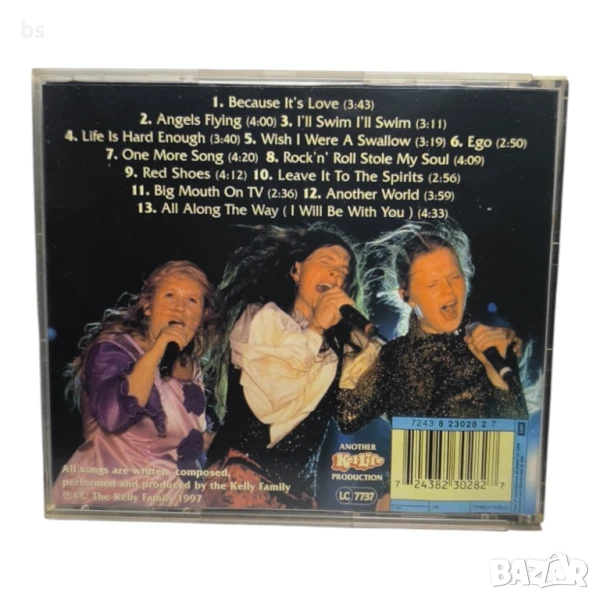 bs
1. Because It's Love (3:43)
2. Angels Flying (4:00) 3. I'll Swim I'll Swim (3:11)
4. Life Is Hard Enough (3:40) 5. Wish I Were A Swallow (3:19) 6. Ego (2:50)
7. One More Song (4:20) 8. Rock'n' Roll Stole My Soul (4:09)
9. Red Shoes (4:12) 10. Leave It To The Spirits (2:56)
11. Big Mouth On TV (2:36) 12. Another World (3:59)
13. All Along The Way ( I Will Be With You ) (4:33)
All songs are written, composed,
performed and produced by the Kelly Family
℗+© The Kelly Family 1997
ANOTHER
KelLife
PRODUCTION
LC 7737
7243 8 23028 2 7
7 24382 30282 7
BAZAR